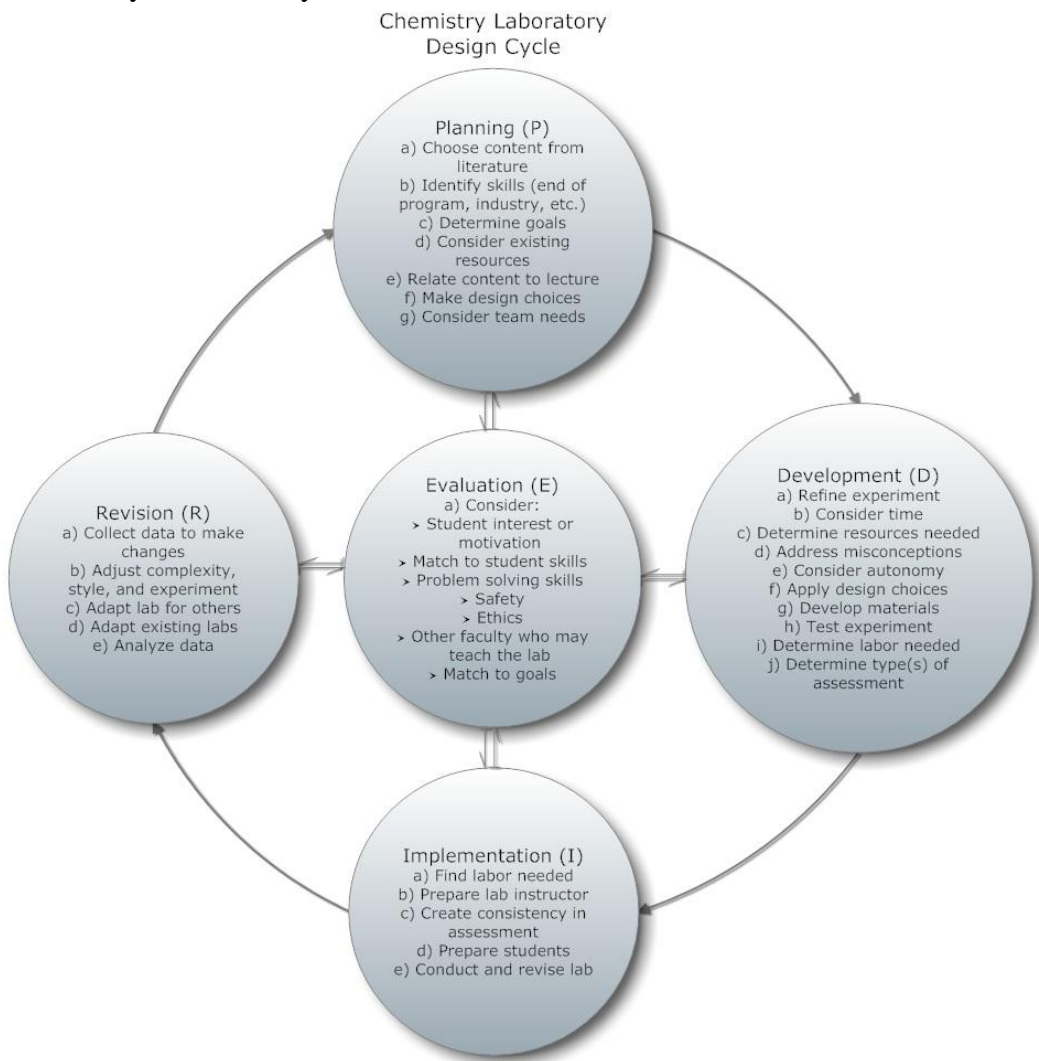 Chemistry Laboratory
Design Cycle
Planning (P)
a) Choose content from
literature
b) Identify skills (end of
program, industry, etc.)
c) Determine goals
d) Consider existing
resources
e) Relate content to lecture
f) Make design choices
g) Consider team needs
Development (D)
a) Refine experiment
b) Consider time
c) Determine resources needed
d) Address misconceptions
e) Consider autonomy
f) Apply design choices
g) Develop materials
h) Test experiment
i) Determine labor needed
j) Determine type(s) of
assessment
Evaluation (E)
a) Consider:
➤ Student interest or
motivation
➤ Match to student skills
➤ Problem solving skills
➤ Safety
➤ Ethics
➤ Other faculty who may
teach the lab
➤ Match to goals
Revision (R)
a) Collect data to make
changes
b) Adjust complexity,
style, and experiment
c) Adapt lab for others
d) Adapt existing labs
e) Analyze data
Implementation (I)
a) Find labor needed
b) Prepare lab instructor
c) Create consistency in
assessment
d) Prepare students
e) Conduct and revise lab